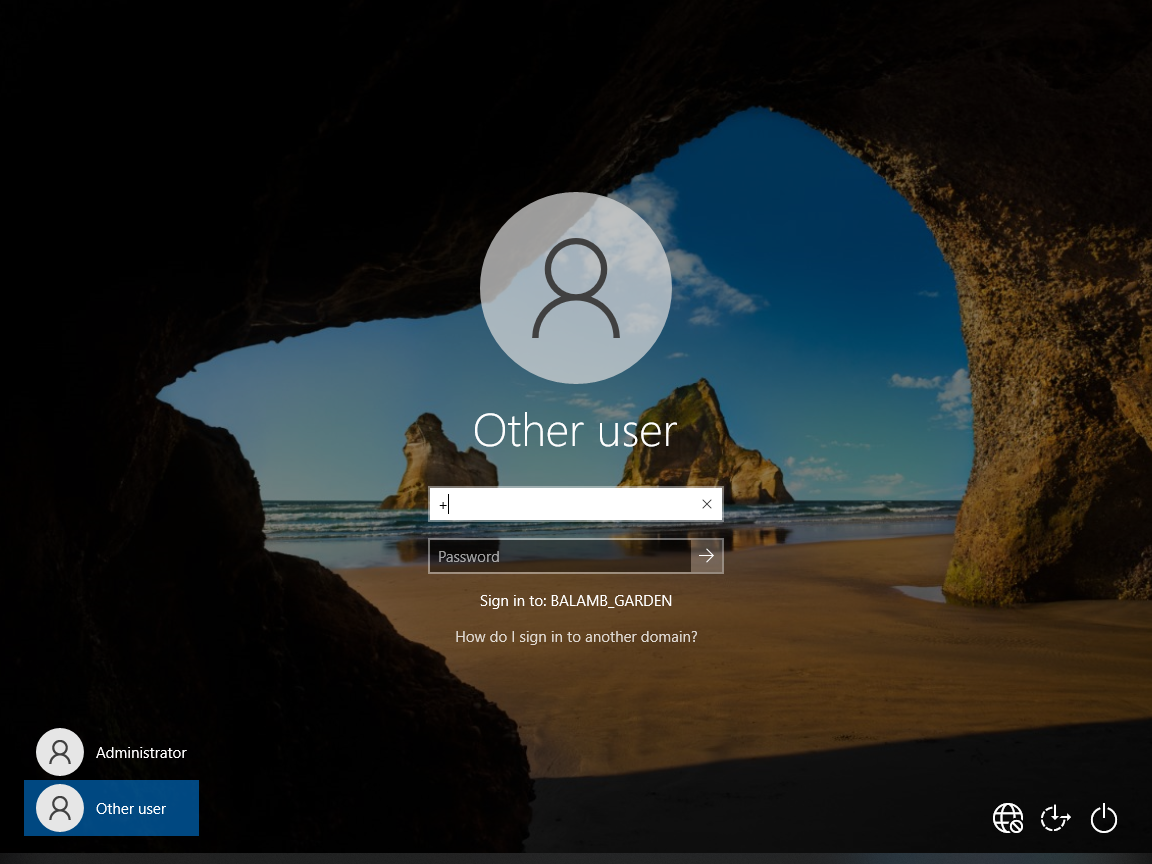 Other user
+
Password
Sign in to: BALAMB_GARDEN
How do I sign in to another domain?
Administrator
Other user